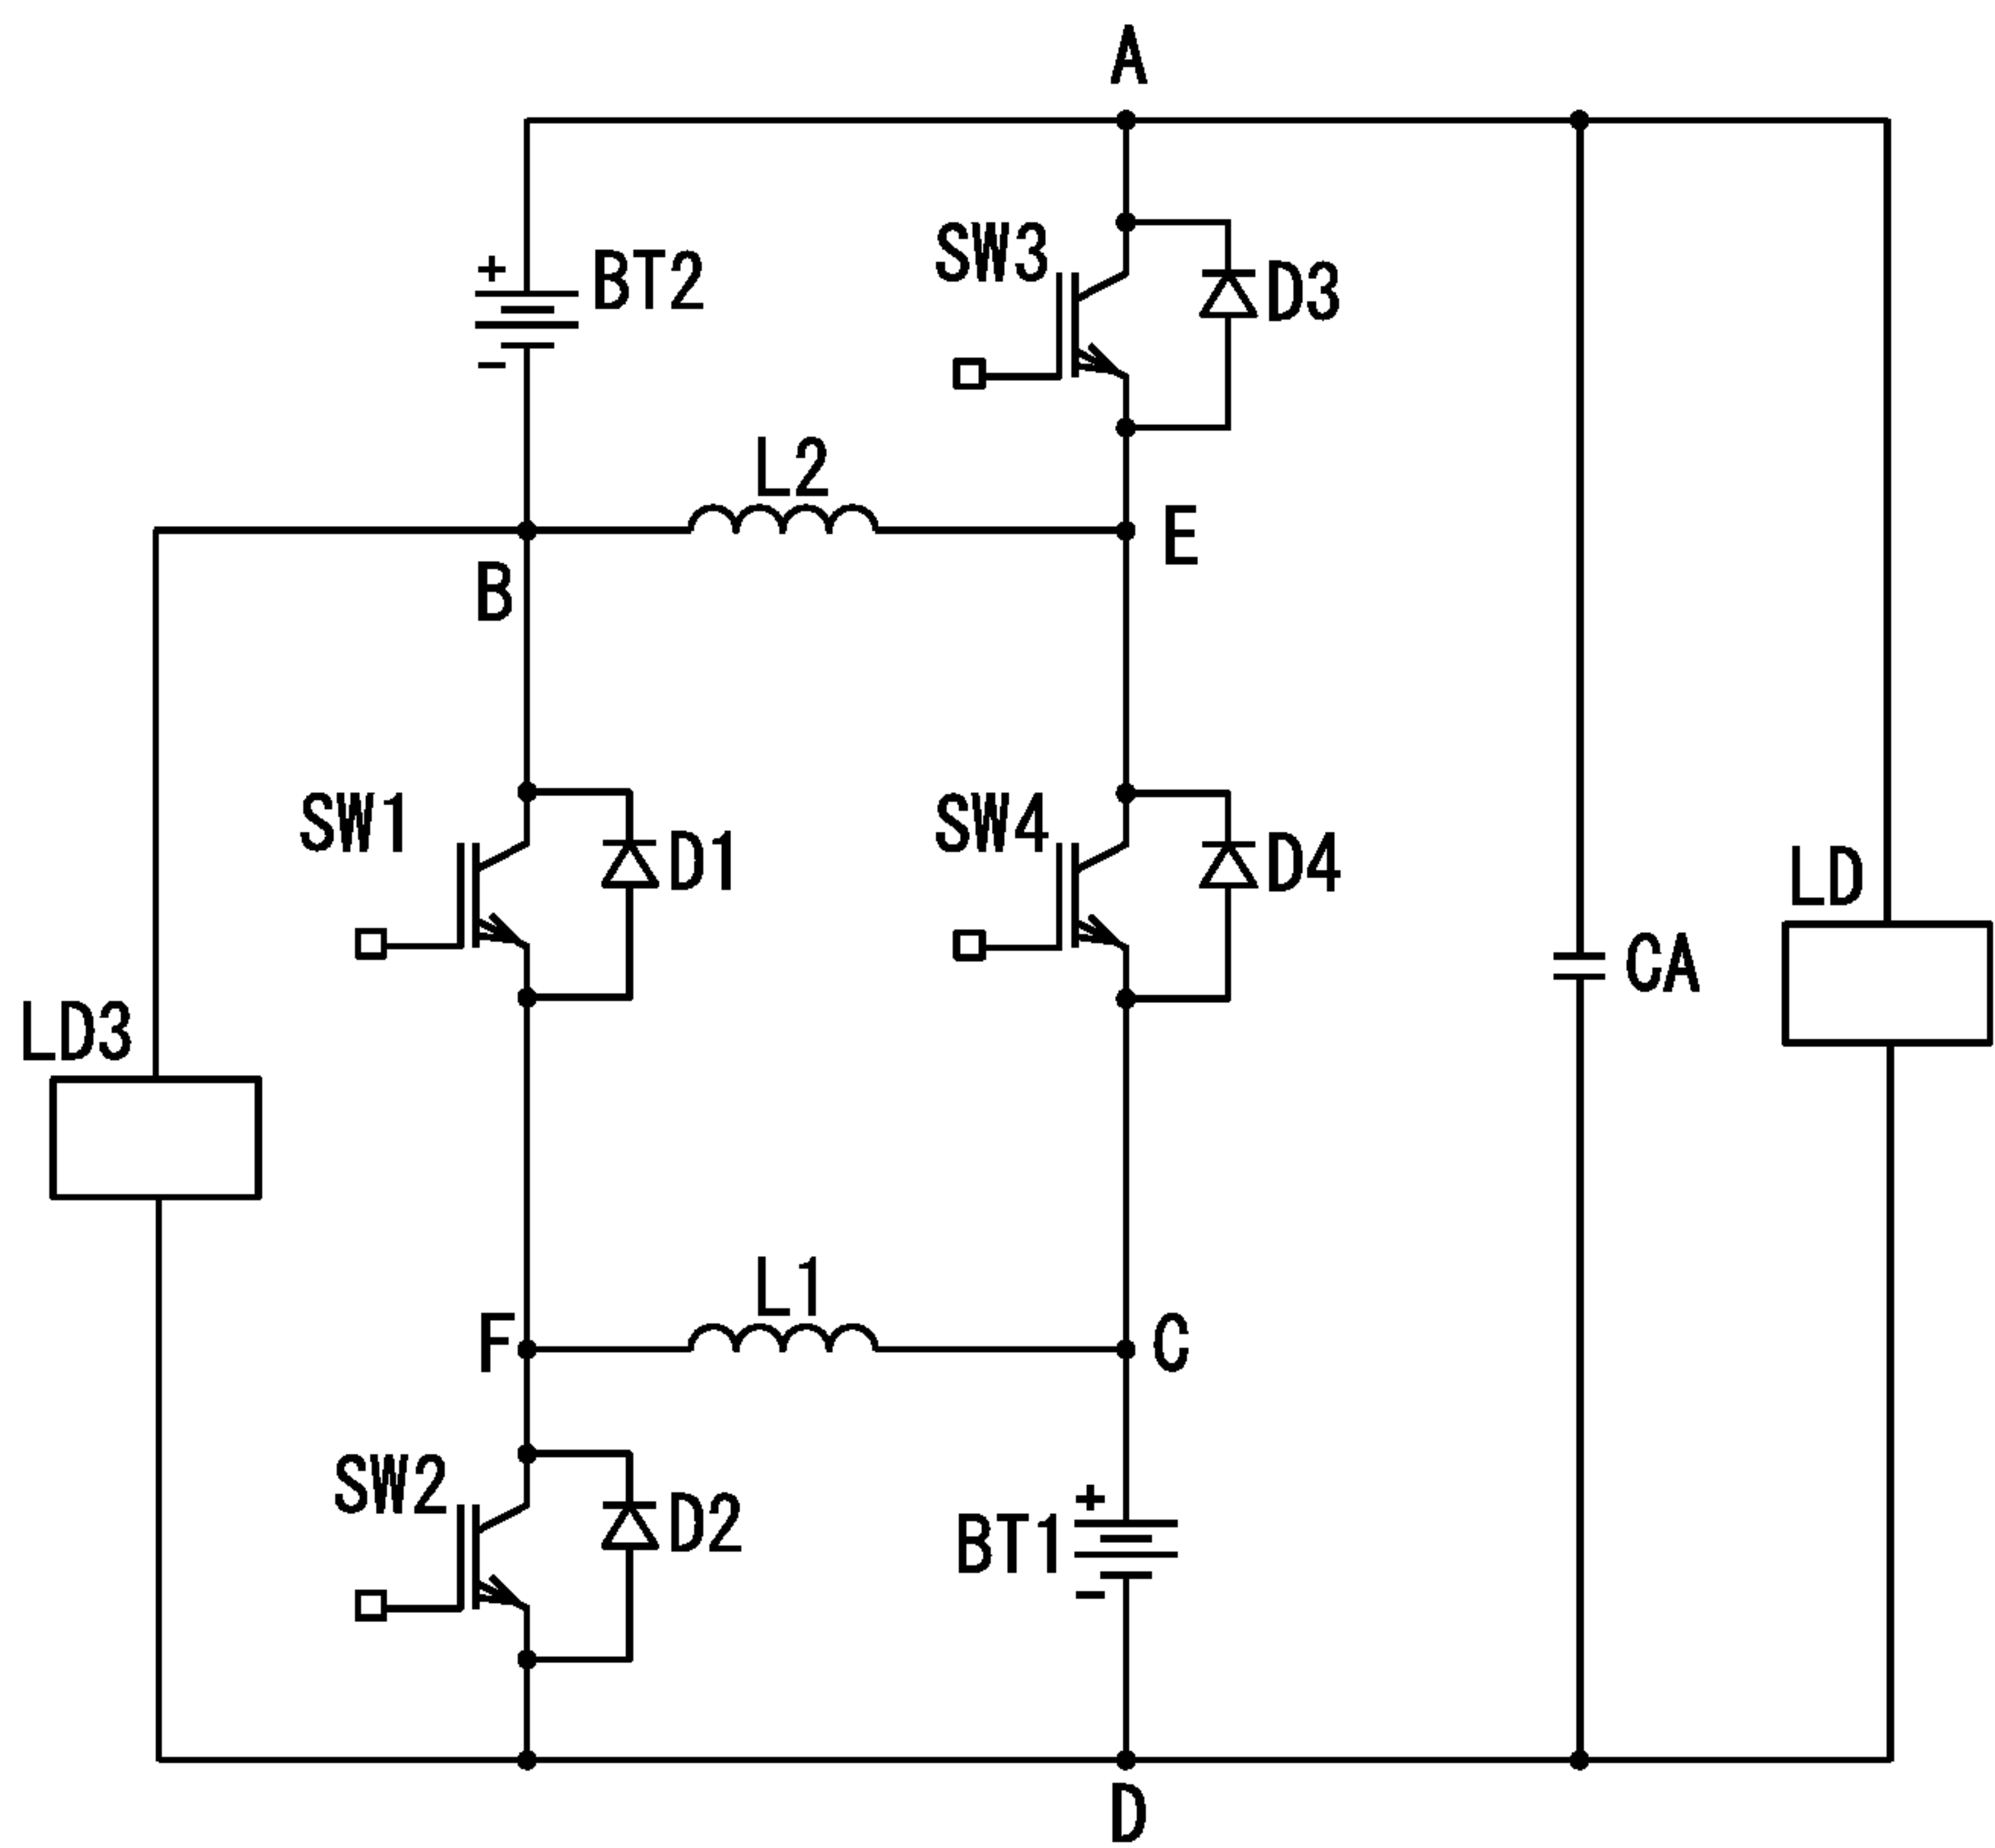 A
SW3
+
BT2
D3
-
L2
E
B
SW1
SW4
D1
D4
LD
CA
LD3
L1
F
C
SW2
+
D2
BT1
-
D